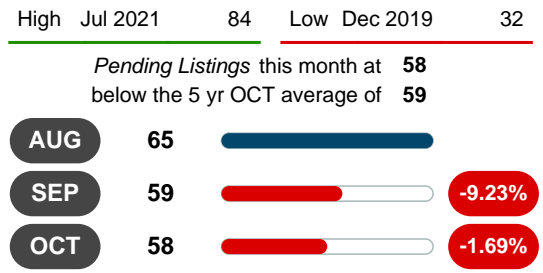 High Jul 2021 84 Low Dec 2019 32
Pending Listings this month at 58
below the 5 yr OCT average of 59
AUG 65
SEP 59 -9.23%
OCT 58 -1.69%